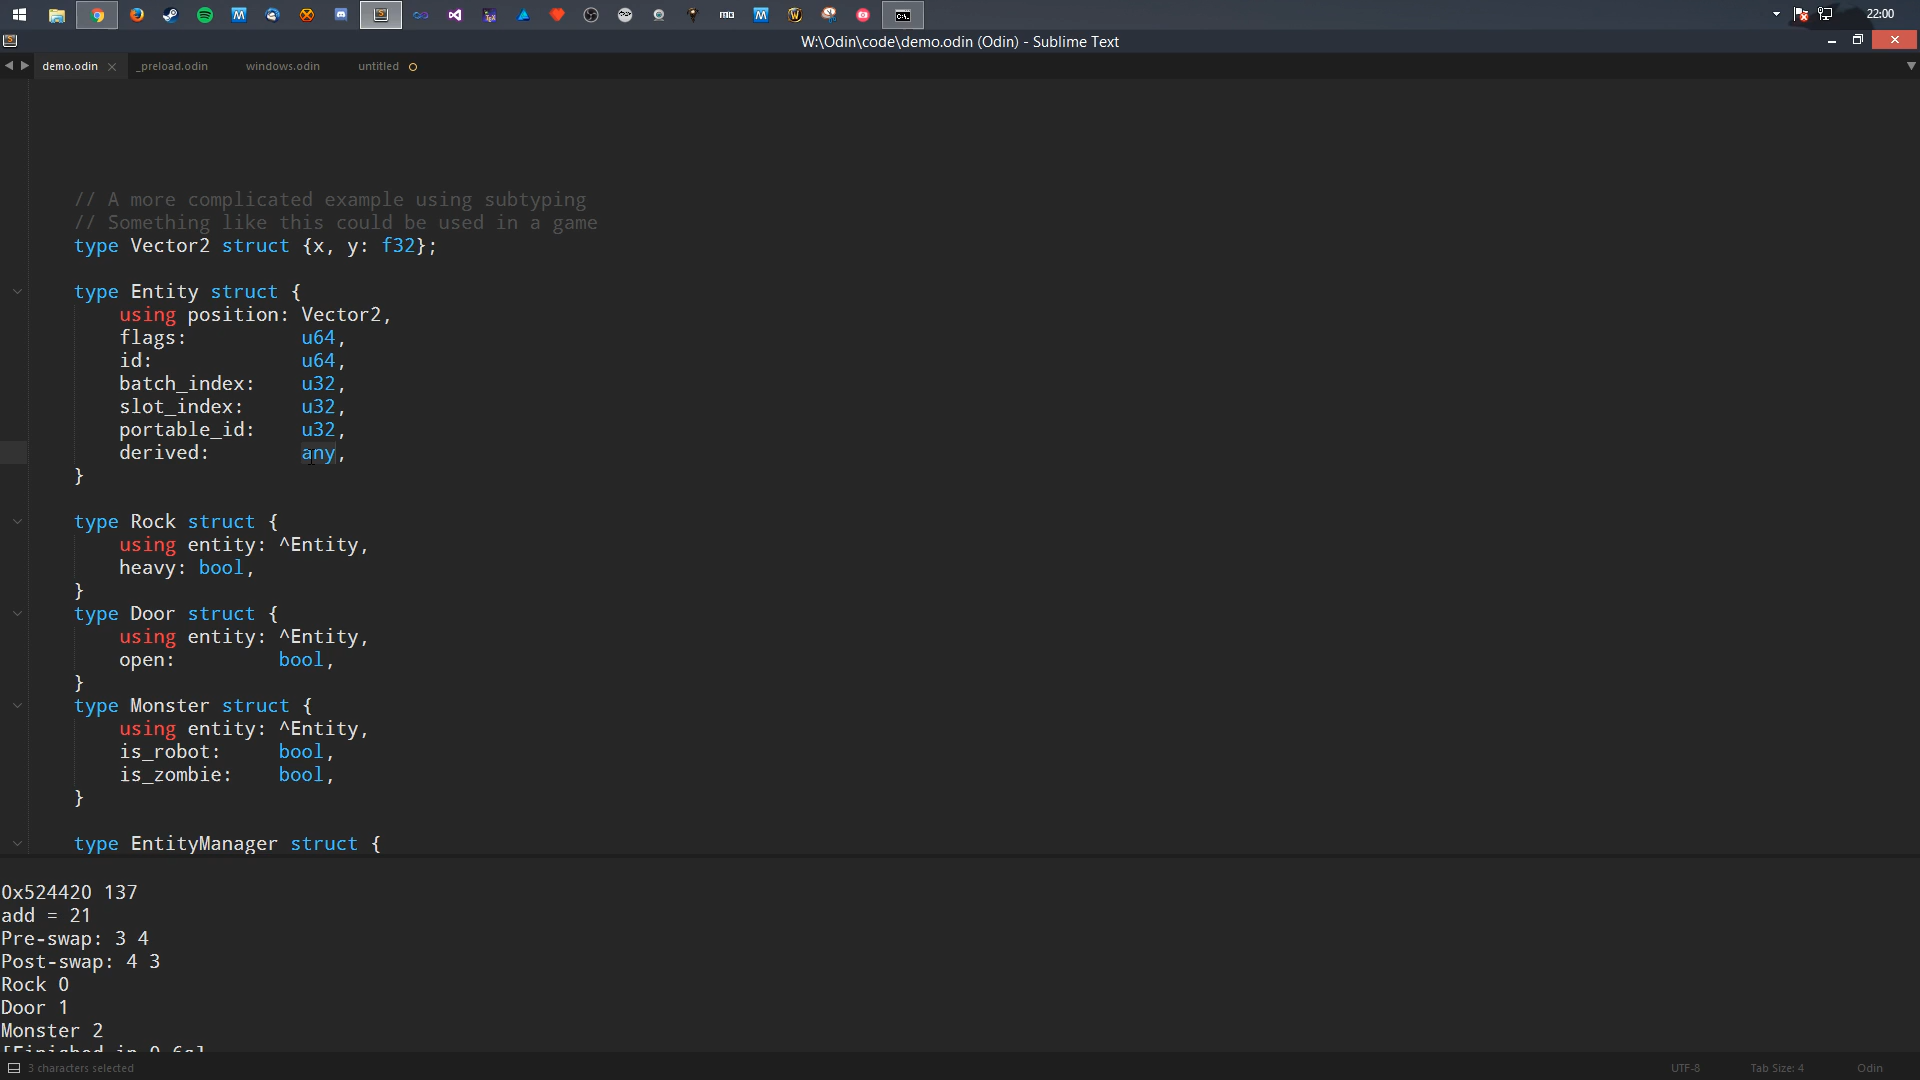 22:00
W:\Odin\code\demo.odin (Odin) - Sublime Text
demo.odin _preload.odin windows.odin untitled
// A more complicated example using subtyping
// Something like this could be used in a game
type Vector2 struct {x, y: f32};
type Entity struct {
using position: Vector2,
flags: u64,
id: u64,
batch_index: u32,
slot_index: u32,
portable_id: u32,
derived: any,
}
type Rock struct {
using entity: ^Entity,
heavy: bool,
}
type Door struct {
using entity: ^Entity,
open: bool,
}
type Monster struct {
using entity: ^Entity,
is_robot: bool,
is_zombie: bool,
}
type EntityManager struct {
0x524420 137
add = 21
Pre-swap: 3 4
Post-swap: 4 3
Rock 0
Door 1
Monster 2
[Finished in 0.6s]
3 characters selected UTF-8 Tab Size: 4 Odin